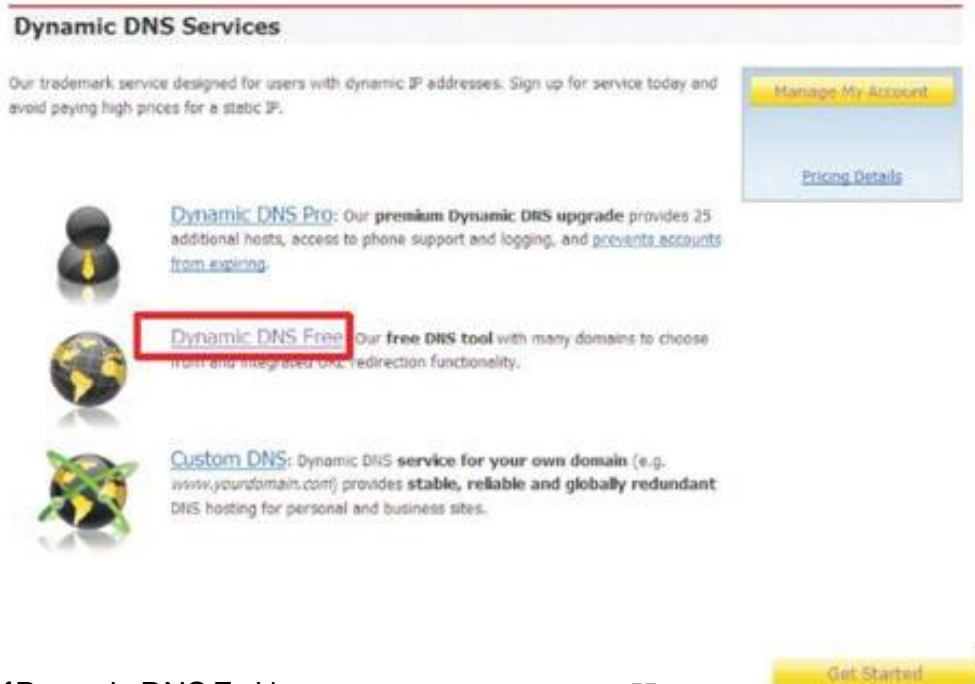 Dynamic DNS Services
Our trademark service designed for users with dynamic IP addresses. Sign up for service today and
avoid paying high prices for a static IP.
Manage My Account
Pricing Details
Dynamic DNS Pro: Our premium Dynamic DNS upgrade provides 25
additional hosts, access to phone support and logging, and prevents accounts
from expiring.
Dynamic DNS Free: Our free DNS tool with many domains to choose
from and integrated URL redirection functionality.
Custom DNS: Dynamic DNS service for your own domain (e.g.
www.yourdomain.com) provides stable, reliable and globally redundant
DNS hosting for personal and business sites.
Get Started